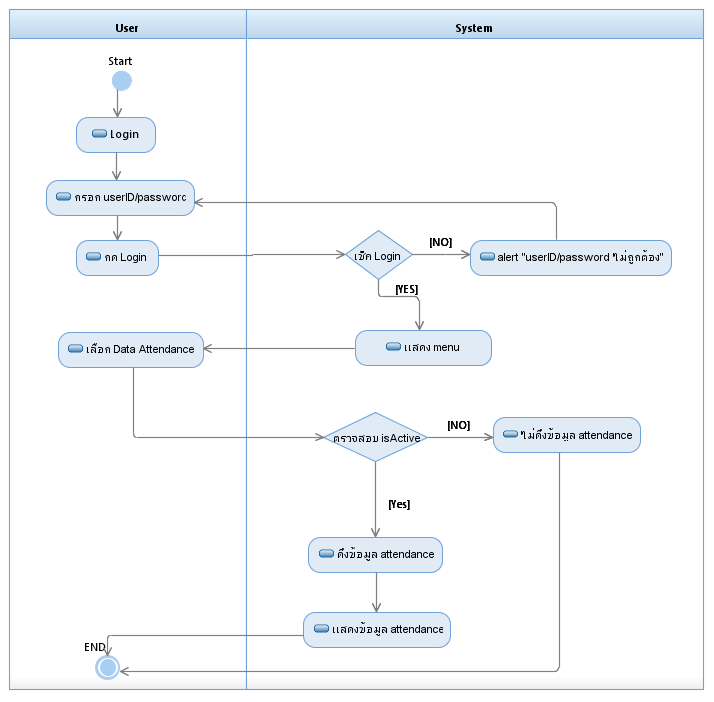 User
System
Start
Login
กรอก userID/password
กด Login
เช็ค Login
[NO]
alert "userID/password ไม่ถูกต้อง"
[YES]
แสดง menu
เลือก Data Attendance
ตรวจสอบ isActive
[NO]
ไม่ดึงข้อมูล attendance
[Yes]
ดึงข้อมูล attendance
แสดงข้อมูล attendance
END